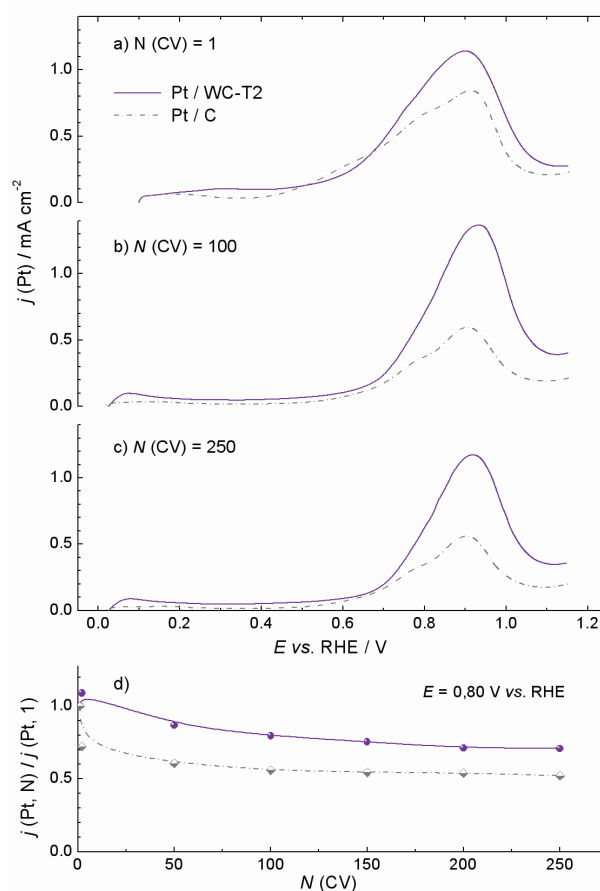 a) N (CV) = 1
Pt / WC-T2
Pt / C
1.0
0.5
0.0
b) N (CV) = 100
1.0
0.5
0.0
j (Pt) / mA cm⁻²
c) N (CV) = 250
1.0
0.5
0.0
0.0 0.2 0.4 0.6 0.8 1.0 1.2
E vs. RHE / V
d)
E = 0,80 V vs. RHE
1.0
0.5
0.0
j (Pt, N) / j (Pt, 1)
0 50 100 150 200 250
N (CV)